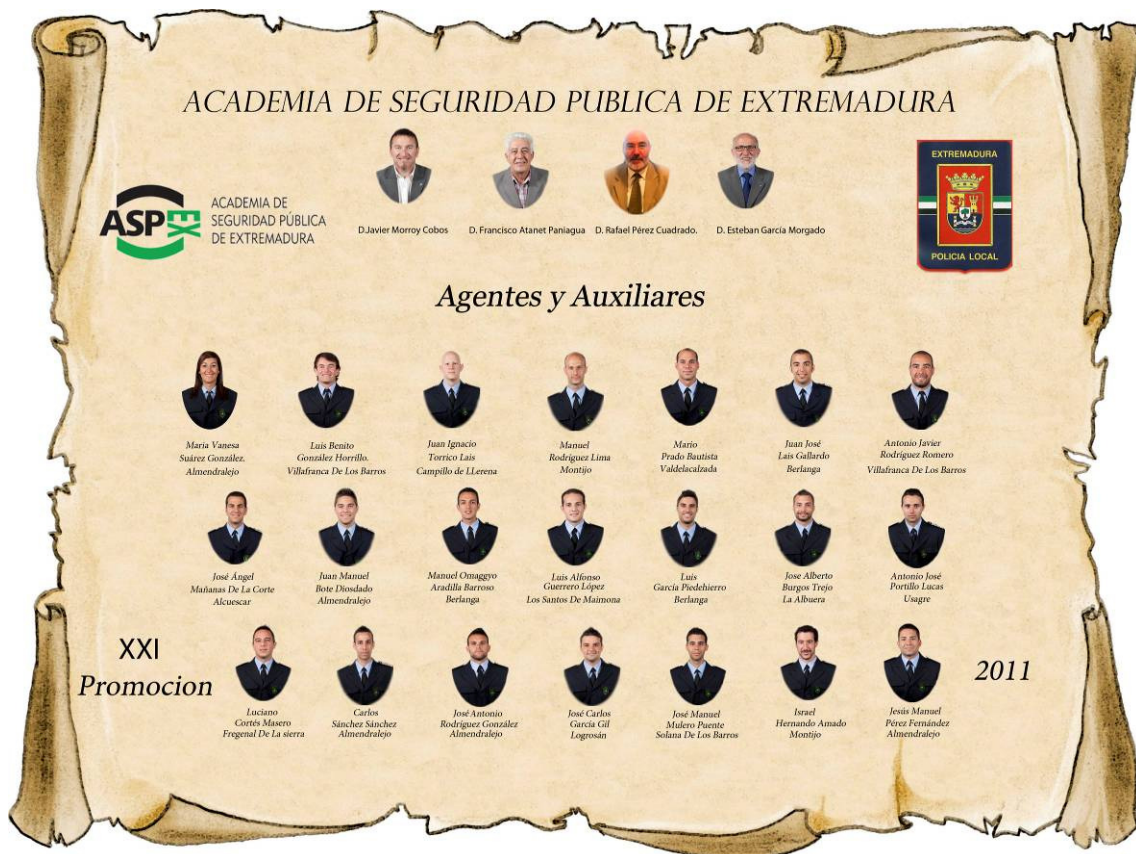 ACADEMIA DE SEGURIDAD PUBLICA DE EXTREMADURA
ASPEX
ACADEMIA DE
SEGURIDAD PÚBLICA
DE EXTREMADURA
D.Javier Morroy Cobos
D. Francisco Atanet Paniagua
D. Rafael Pérez Cuadrado.
D. Esteban García Morgado
EXTREMADURA
POLICIA LOCAL
Agentes y Auxiliares
Maria Vanesa
Suárez González.
Almendralejo
Luis Benito
González Horrillo.
Villafranca De Los Barros
Juan Ignacio
Torrico Lais
Campillo de LLerena
Manuel
Rodríguez Lima
Montijo
Mario
Prado Bautista
Valdelacalzada
Juan José
Lais Gallardo
Berlanga
Antonio Javier
Rodríguez Romero
Villafranca De Los Barros
José Ángel
Mañanas De La Corte
Alcuescar
Juan Manuel
Bote Diosdado
Almendralejo
Manuel Omaggyo
Aradilla Barroso
Berlanga
Luis Alfonso
Guerrero López
Los Santos De Maimona
Luis
García Piedehierro
Berlanga
Jose Alberto
Burgos Trejo
La Albuera
Antonio José
Portillo Lucas
Usagre
XXI
Promocion
Luciano
Cortés Masero
Fregenal De La sierra
Carlos
Sánchez Sánchez
Almendralejo
José Antonio
Rodríguez González
Almendralejo
José Carlos
García Gil
Logrosán
José Manuel
Mulero Puente
Solana De Los Barros
Israel
Hernando Amado
Montijo
Jesús Manuel
Pérez Fernández
Almendralejo
2011